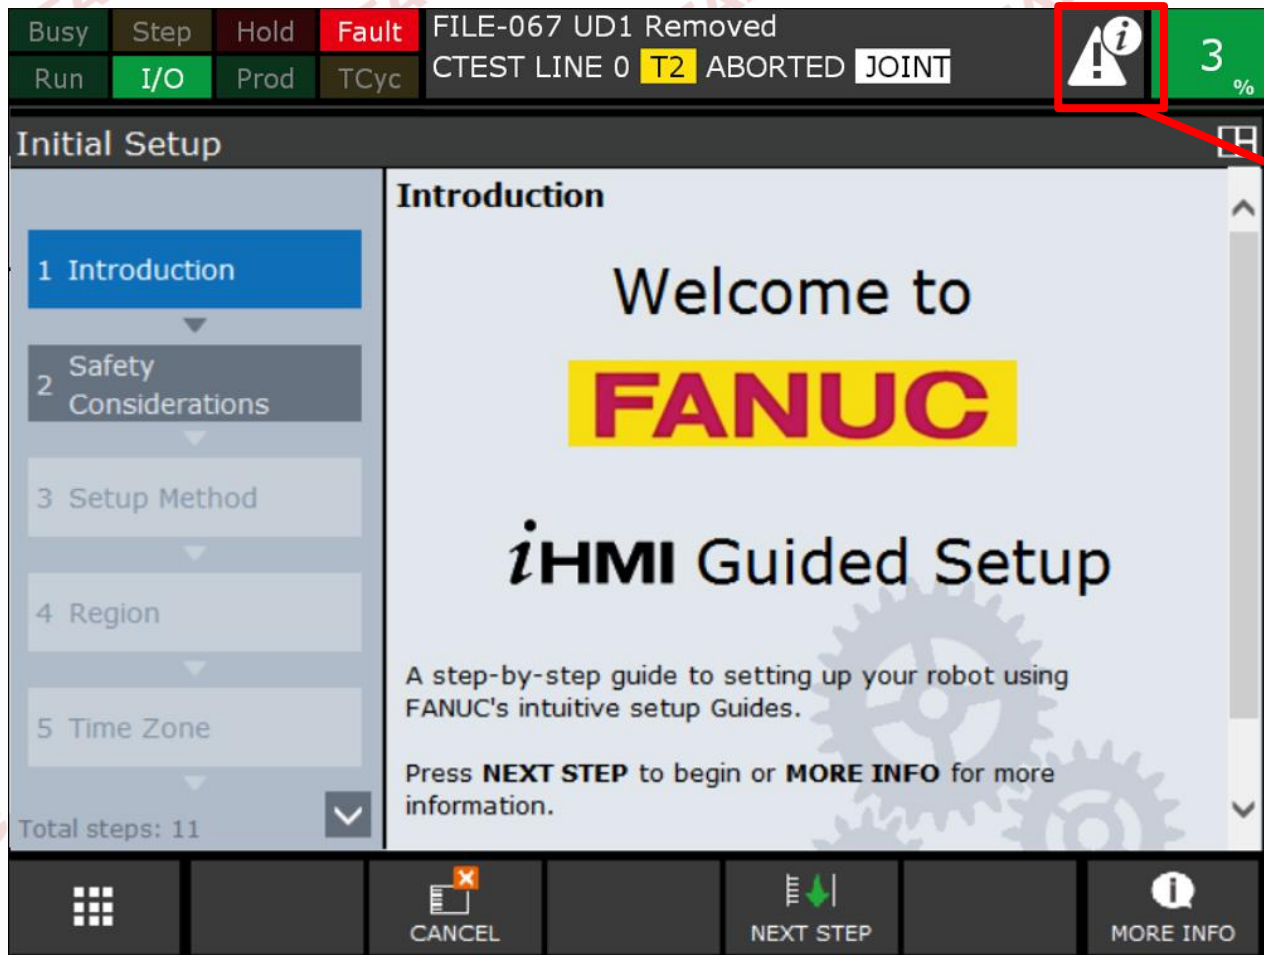 Busy Step Hold Fault FILE-067 UD1 Removed
Run I/O Prod TCyc CTEST LINE 0 T2 ABORTED JOINT
i
3 %
Initial Setup
1 Introduction
2 Safety
Considerations
3 Setup Method
4 Region
5 Time Zone
Total steps: 11
Introduction
Welcome to
FANUC
iHMI Guided Setup
A step-by-step guide to setting up your robot using
FANUC's intuitive setup Guides.
Press NEXT STEP to begin or MORE INFO for more
information.
CANCEL NEXT STEP MORE INFO